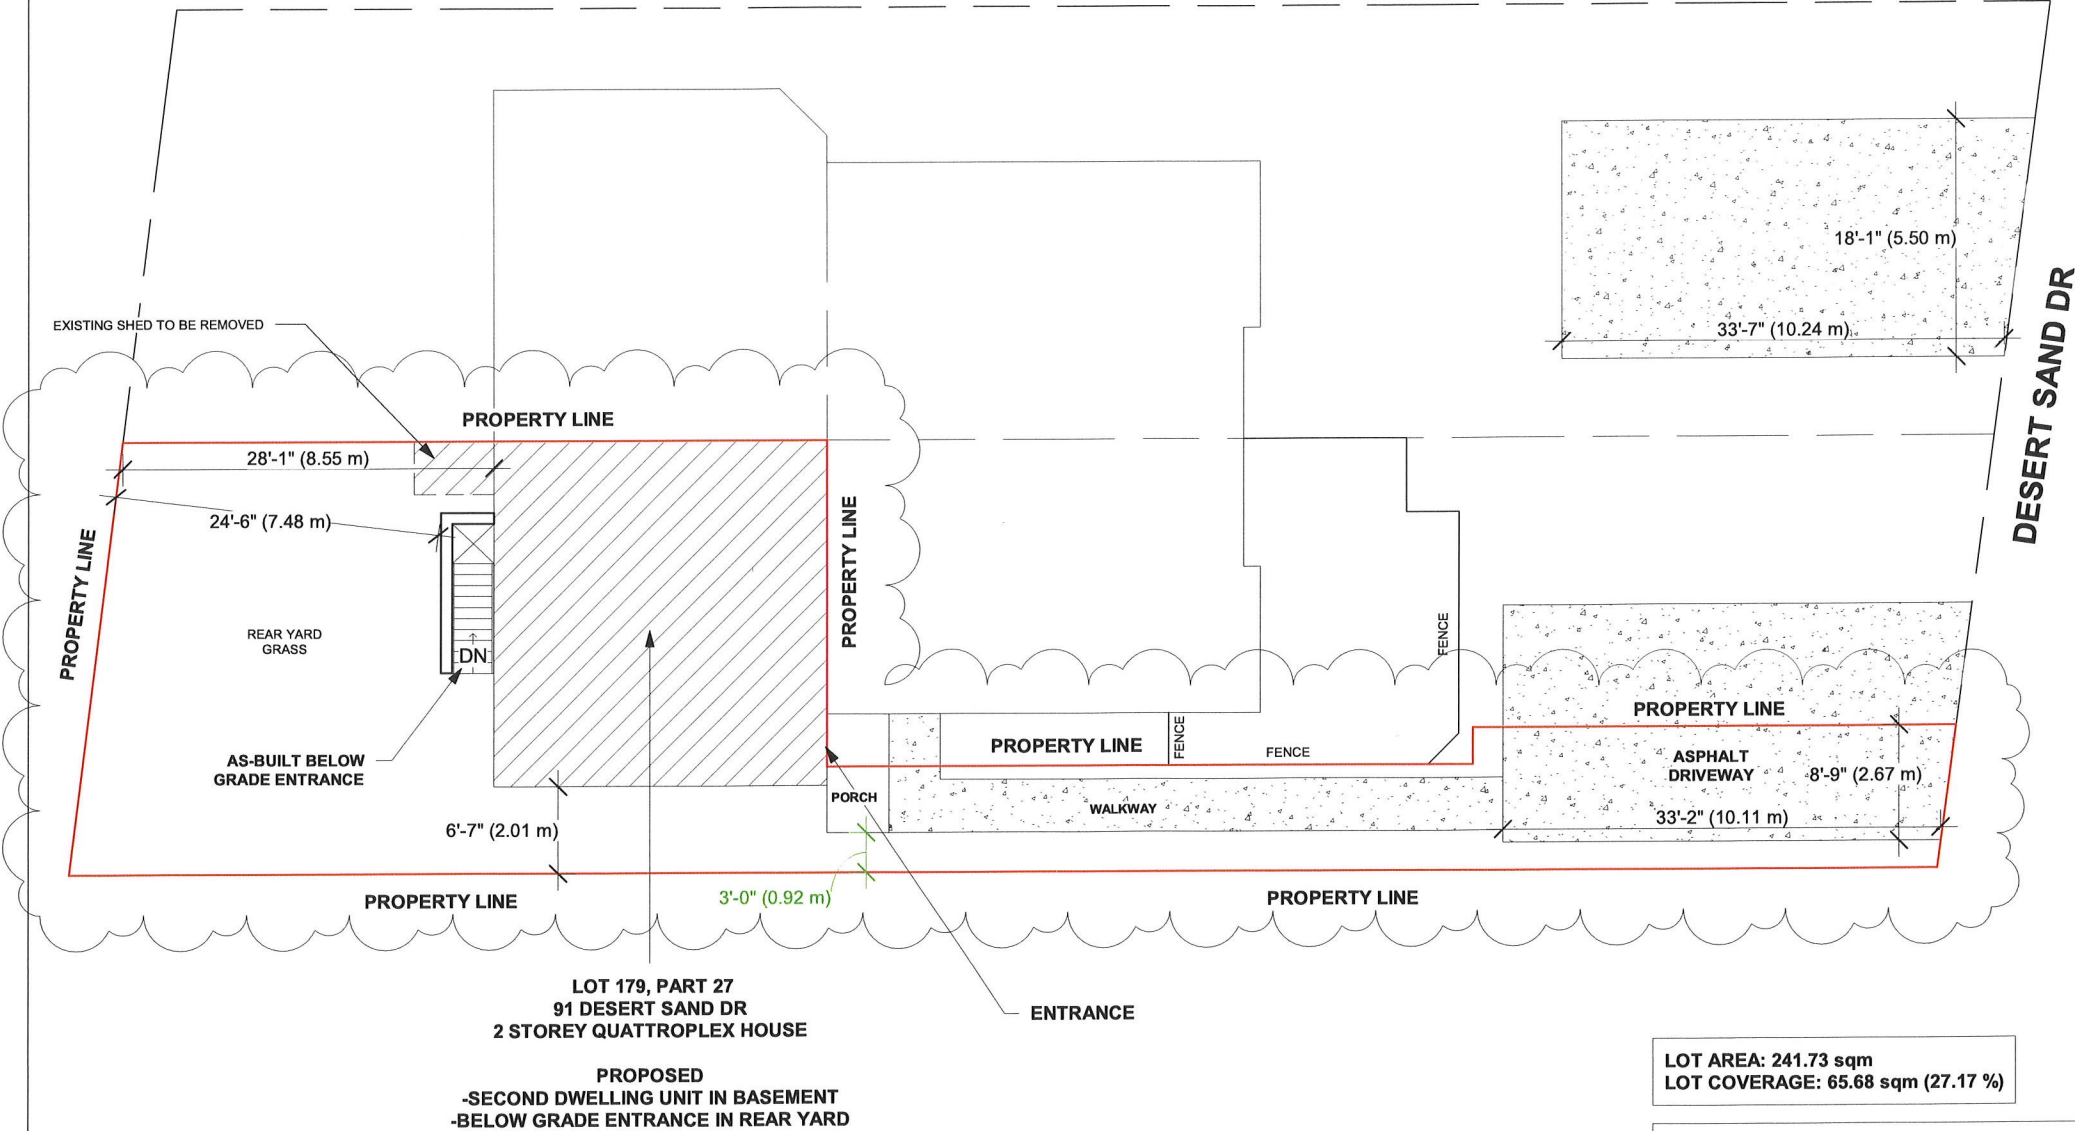 18'-1" (5.50 m)
33'-7" (10.24 m)
DESERT SAND DR
EXISTING SHED TO BE REMOVED
PROPERTY LINE
28'-1" (8.55 m)
24'-6" (7.48 m)
PROPERTY LINE
PROPERTY LINE
REAR YARD
GRASS
DN
FENCE
AS-BUILT BELOW
GRADE ENTRANCE
PROPERTY LINE
FENCE
FENCE
PROPERTY LINE
ASPHALT
DRIVEWAY
8'-9" (2.67 m)
PORCH
WALKWAY
33'-2" (10.11 m)
6'-7" (2.01 m)
3'-0" (0.92 m)
PROPERTY LINE
PROPERTY LINE
LOT 179, PART 27
91 DESERT SAND DR
2 STOREY QUATTROPLEX HOUSE
ENTRANCE
PROPOSED
-SECOND DWELLING UNIT IN BASEMENT
-BELOW GRADE ENTRANCE IN REAR YARD
LOT AREA: 241.73 sqm
LOT COVERAGE: 65.68 sqm (27.17 %)